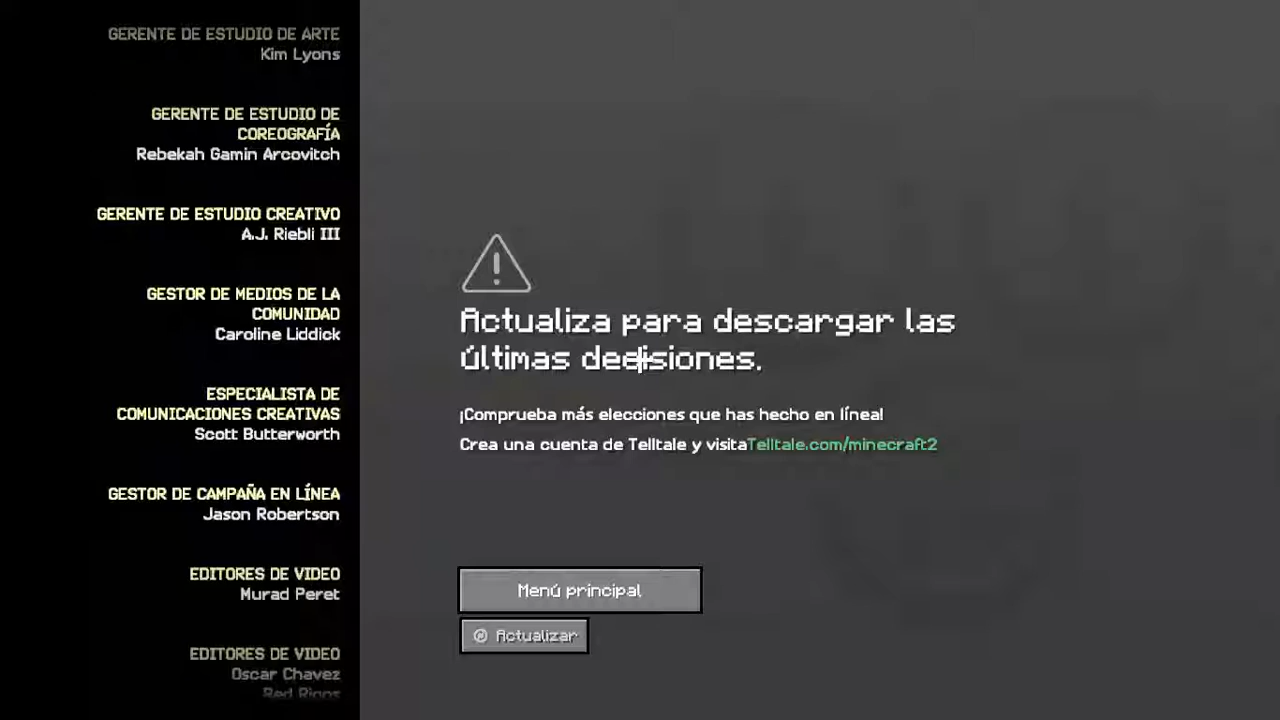 GERENTE DE ESTUDIO DE ARTE
Kim Lyons
GERENTE DE ESTUDIO DE
COREOGRAFÍA
Rebekah Gamin Arcovitch
GERENTE DE ESTUDIO CREATIVO
A.J. Riebli III
GESTOR DE MEDIOS DE LA
COMUNIDAD
Caroline Liddick
ESPECIALISTA DE
COMUNICACIONES CREATIVAS
Scott Butterworth
GESTOR DE CAMPAÑA EN LÍNEA
Jason Robertson
EDITORES DE VIDEO
Murad Peret
EDITORES DE VIDEO
Oscar Chavez
Actualiza para descargar las
últimas decisiones.
¡Comprueba más elecciones que has hecho en línea!
Crea una cuenta de Telltale y visitaTelltale.com/minecraft2
Menú principal
Actualizar